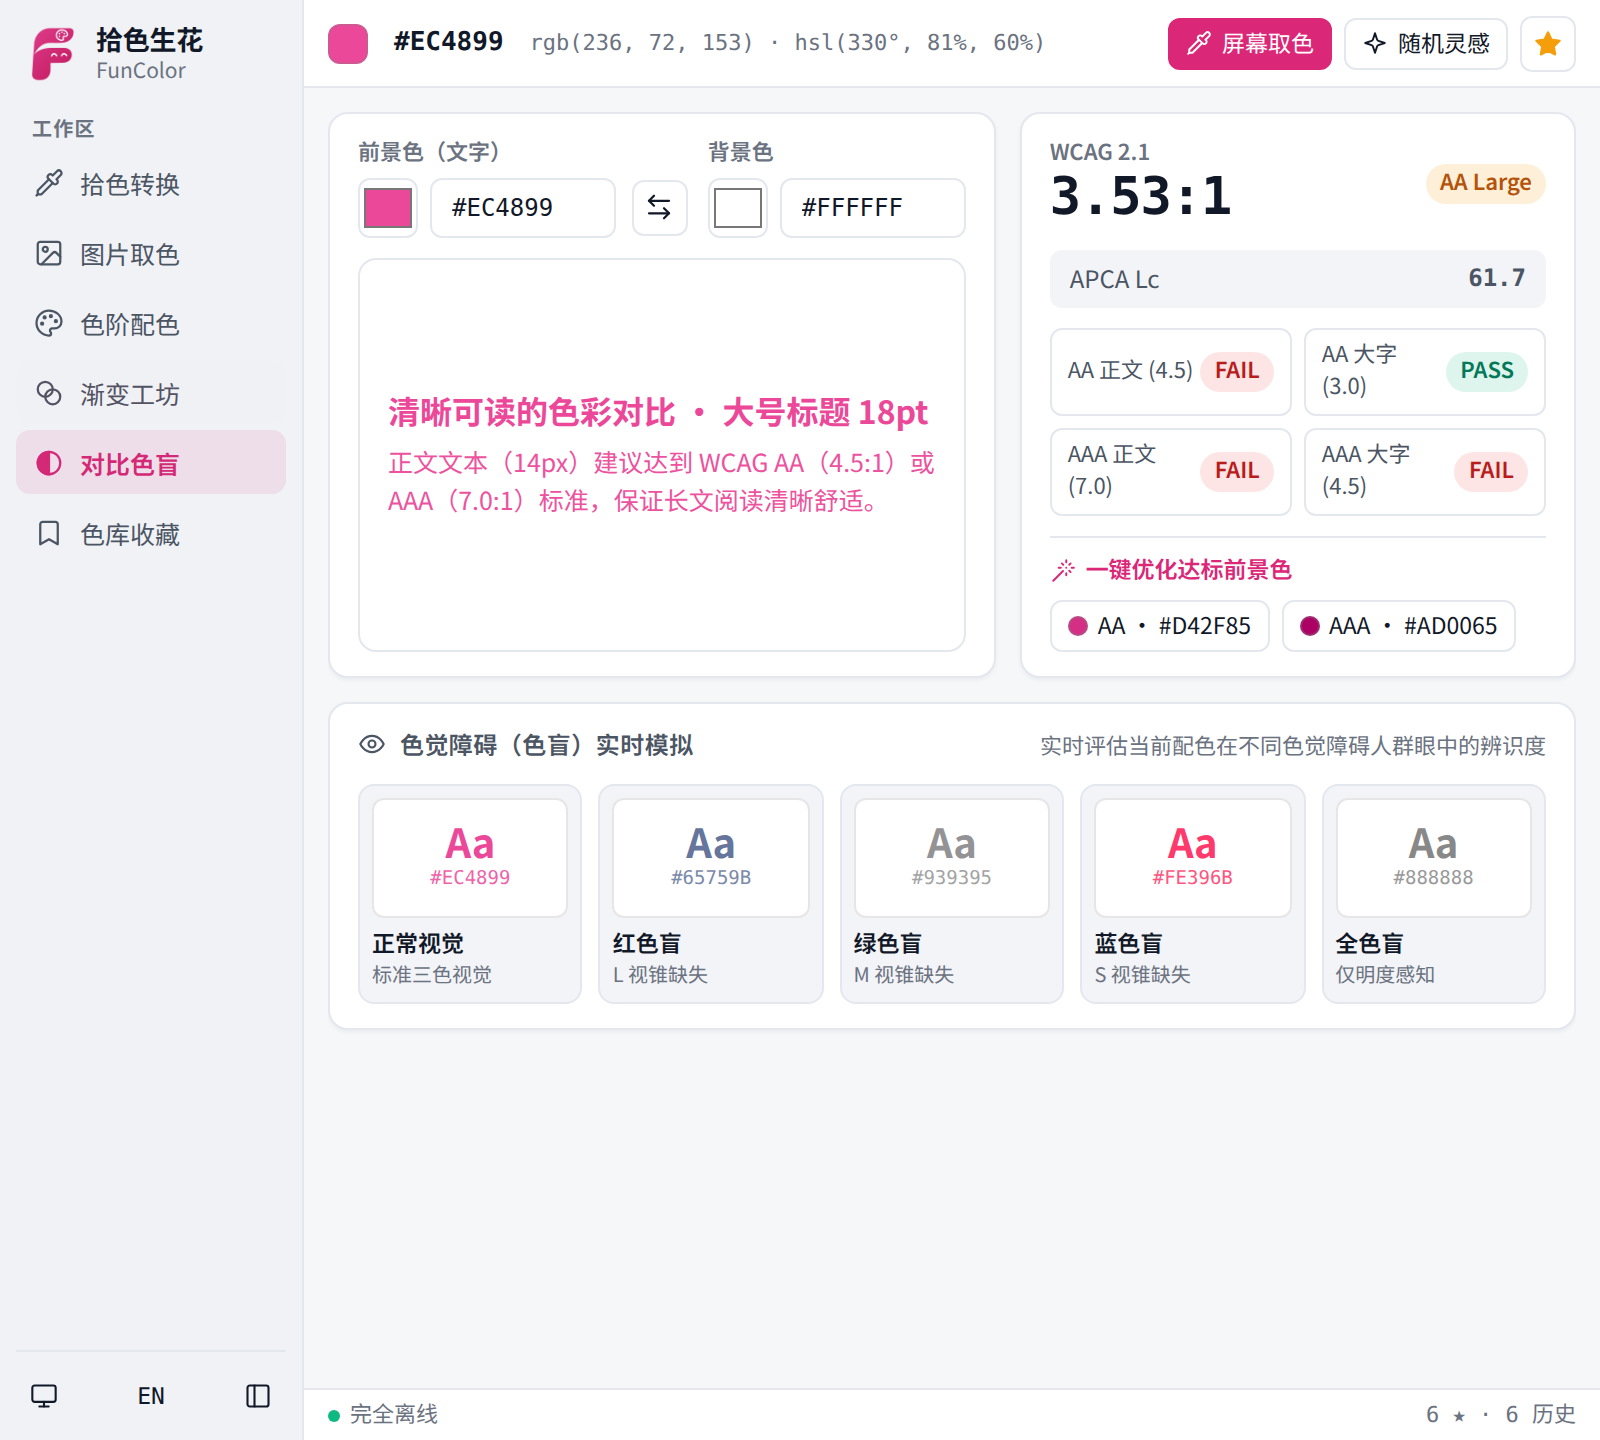 拾色生花
FunColor
工作区
拾色转换
图片取色
色阶配色
渐变工坊
对比色盲
色库收藏
EN
#EC4899 rgb(236, 72, 153) · hsl(330°, 81%, 60%)
屏幕取色
随机灵感
前景色（文字）
背景色
#EC4899
#FFFFFF
清晰可读的色彩对比 · 大号标题 18pt
正文文本（14px）建议达到 WCAG AA（4.5:1）或
AAA（7.0:1）标准，保证长文阅读清晰舒适。
WCAG 2.1
3.53:1
AA Large
APCA Lc 61.7
AA 正文 (4.5) FAIL
AA 大字
(3.0)
PASS
AAA 正文
(7.0)
FAIL
AAA 大字
(4.5)
FAIL
一键优化达标前景色
AA · #D42F85
AAA · #AD0065
色觉障碍（色盲）实时模拟
实时评估当前配色在不同色觉障碍人群眼中的辨识度
Aa
#EC4899
正常视觉
标准三色视觉
Aa
#65759B
红色盲
L 视锥缺失
Aa
#939395
绿色盲
M 视锥缺失
Aa
#FE396B
蓝色盲
S 视锥缺失
Aa
#888888
全色盲
仅明度感知
完全离线
6 ★ · 6 历史